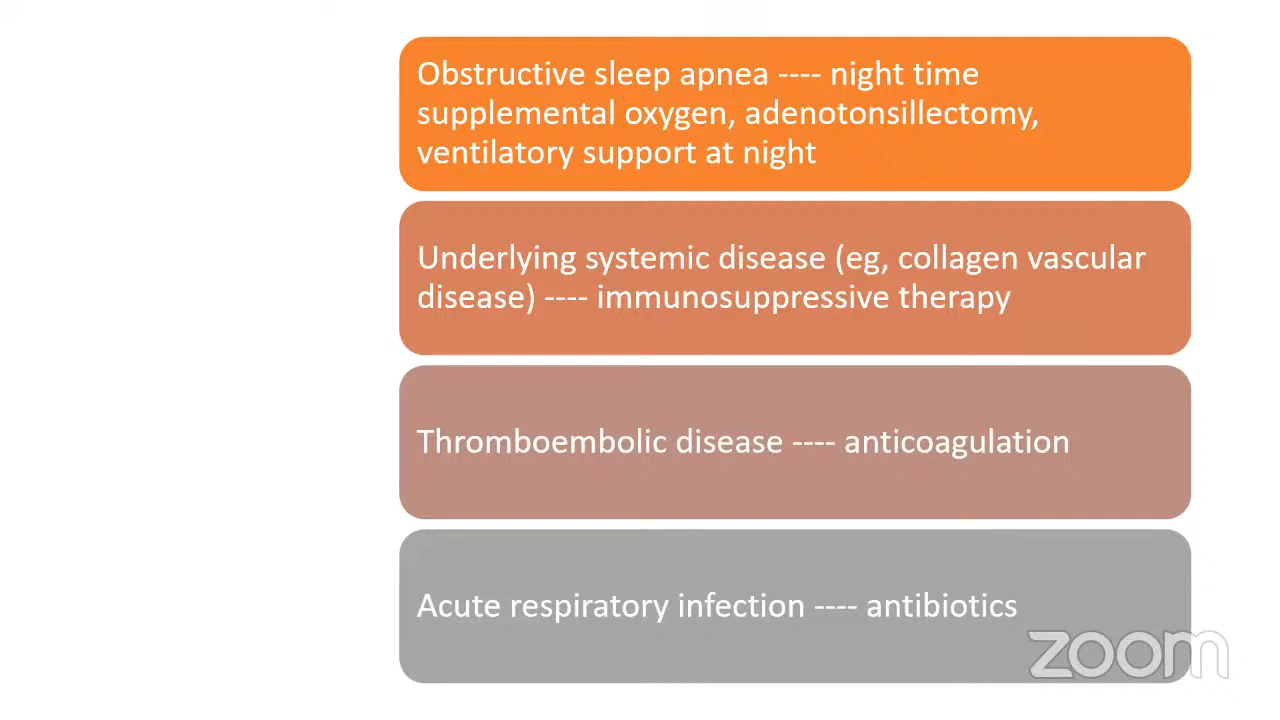 Obstructive sleep apnea ---- night time
supplemental oxygen, adenotonsillectomy,
ventilatory support at night
Underlying systemic disease (eg, collagen vascular
disease) ---- immunosuppressive therapy
Thromboembolic disease ---- anticoagulation
Acute respiratory infection ---- antibiotics
zoom